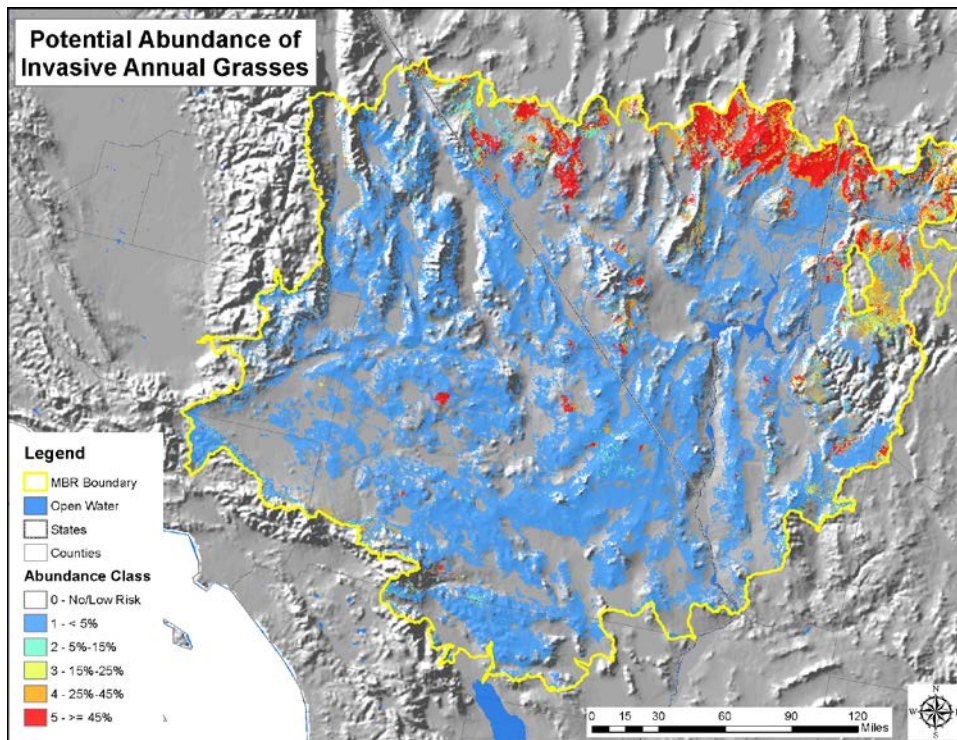 Potential Abundance of
Invasive Annual Grasses
Legend
MBR Boundary
Open Water
States
Counties
Abundance Class
0 - No/Low Risk
1 - < 5%
2 - 5%-15%
3 - 15%-25%
4 - 25%-45%
5 - >= 45%
0 15 30 60 90 120
Miles
N
W E
S